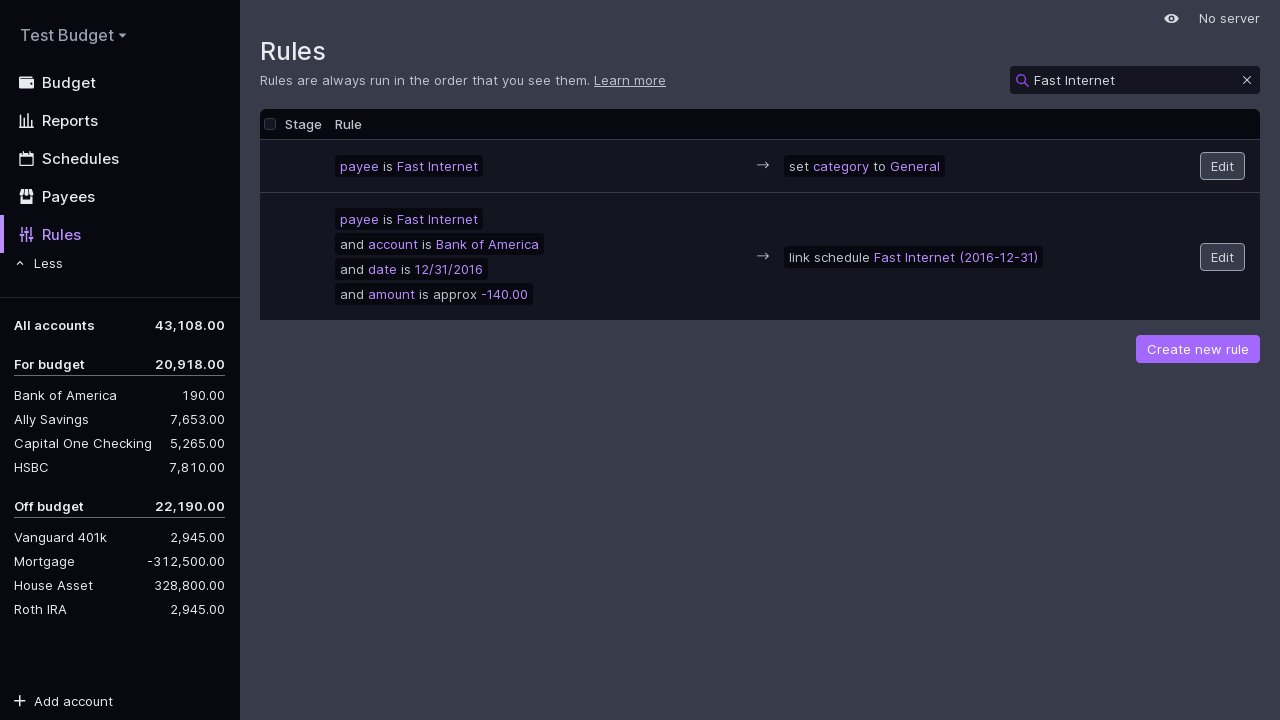 Test Budget
Budget
Reports
Schedules
Payees
Rules
Less
All accounts 43,108.00
For budget 20,918.00
Bank of America 190.00
Ally Savings 7,653.00
Capital One Checking 5,265.00
HSBC 7,810.00
Off budget 22,190.00
Vanguard 401k 2,945.00
Mortgage -312,500.00
House Asset 328,800.00
Roth IRA 2,945.00
Add account
No server
Rules
Rules are always run in the order that you see them. Learn more
Fast Internet
Stage Rule
payee is Fast Internet → set category to General Edit
payee is Fast Internet
and account is Bank of America
and date is 12/31/2016
and amount is approx -140.00
→ link schedule Fast Internet (2016-12-31) Edit
Create new rule